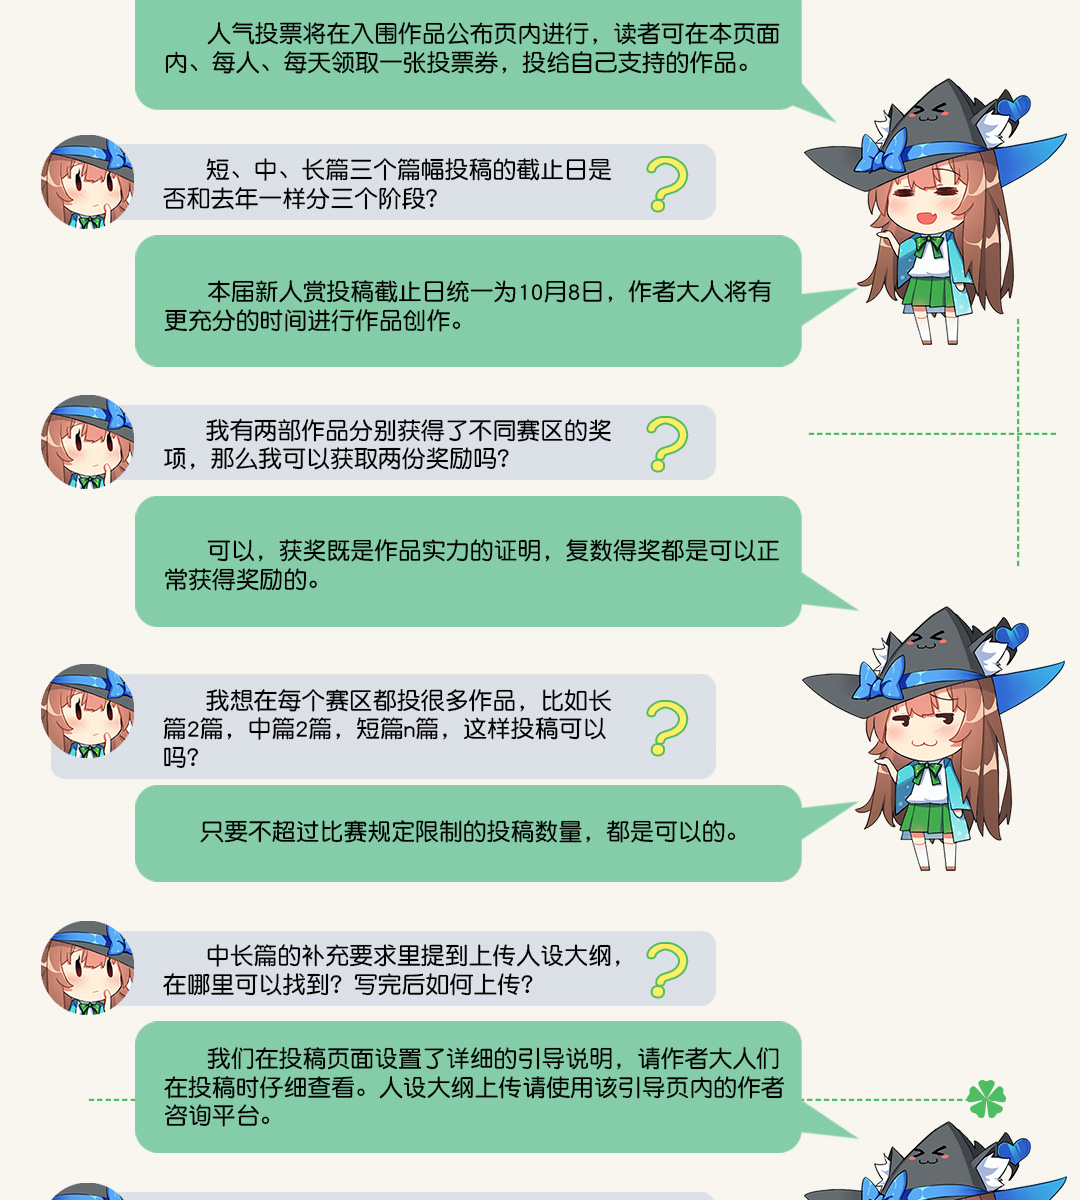 人气投票将在入围作品公布页内进行，读者可在本页面
内、每人、每天领取一张投票券，投给自己支持的作品。
短、中、长篇三个篇幅投稿的截止日是
否和去年一样分三个阶段？
本届新人赏投稿截止日统一为10月8日，作者大人将有
更充分的时间进行作品创作。
我有两部作品分别获得了不同赛区的奖
项，那么我可以获取两份奖励吗？
可以，获奖既是作品实力的证明，复数得奖都是可以正
常获得奖励的。
我想在每个赛区都投很多作品，比如长
篇2篇，中篇2篇，短篇n篇，这样投稿可以
吗？
只要不超过比赛规定限制的投稿数量，都是可以的。
中长篇的补充要求里提到上传人设大纲，
在哪里可以找到？写完后如何上传？
我们在投稿页面设置了详细的引导说明，请作者大人们
在投稿时仔细查看。人设大纲上传请使用该引导页内的作者
咨询平台。